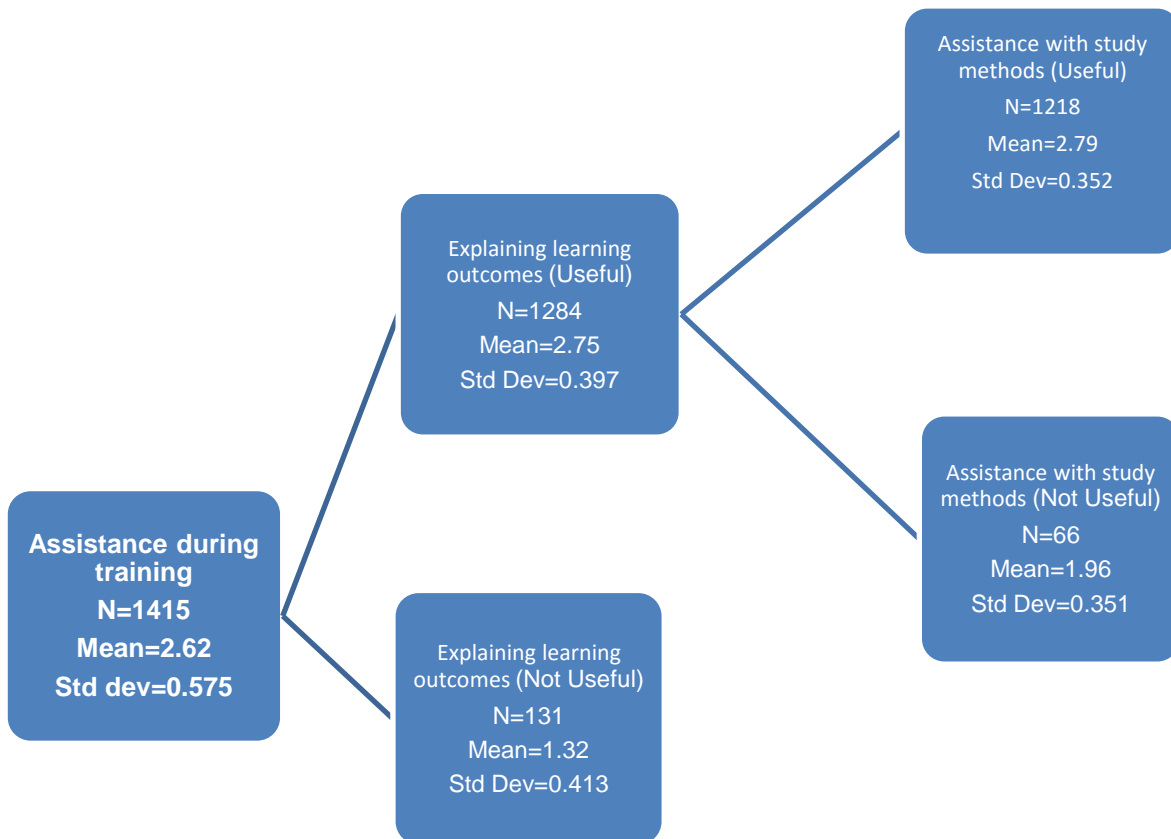 Assistance during
training
N=1415
Mean=2.62
Std dev=0.575
Explaining learning
outcomes (Useful)
N=1284
Mean=2.75
Std Dev=0.397
Explaining learning
outcomes (Not Useful)
N=131
Mean=1.32
Std Dev=0.413
Assistance with study
methods (Useful)
N=1218
Mean=2.79
Std Dev=0.352
Assistance with study
methods (Not Useful)
N=66
Mean=1.96
Std Dev=0.351